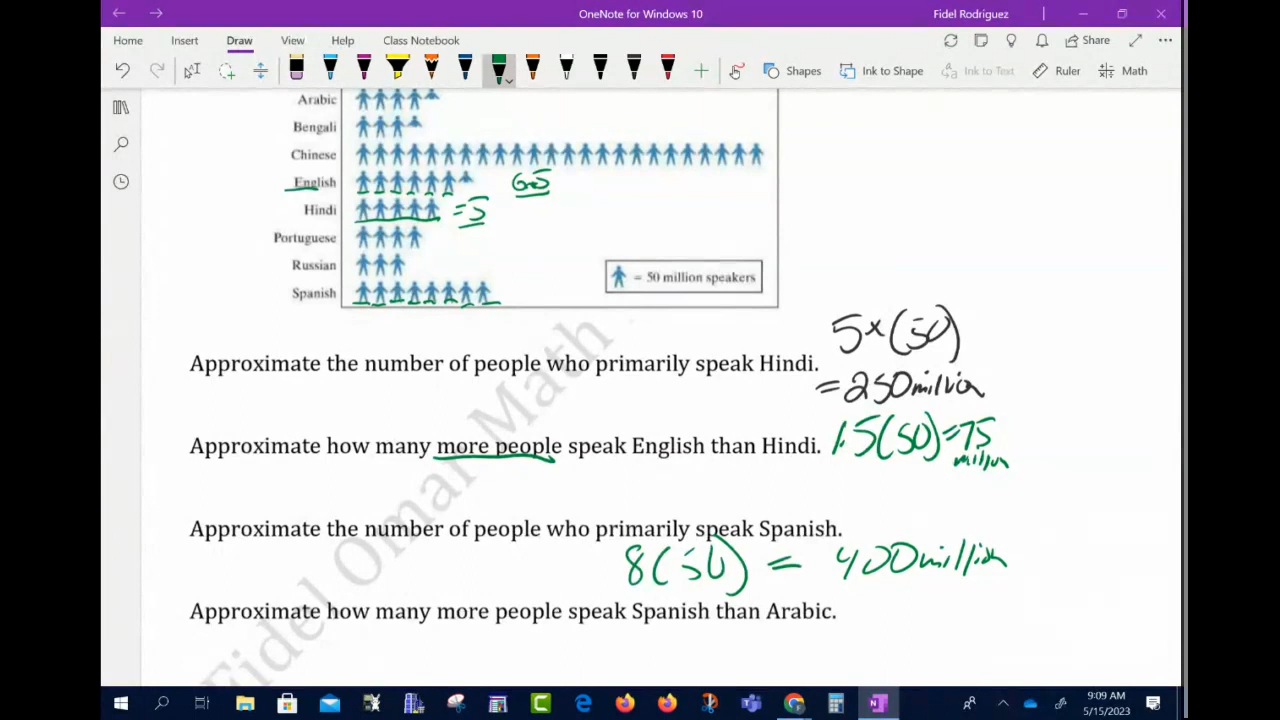 OneNote for Windows 10
Fidel Rodríguez
Home Insert Draw View Help Class Notebook Share
Shapes Ink to Shape Ink to Text Ruler Math
Arabic
Bengali
Chinese
English 6.5
Hindi =5
Portuguese
Russian
= 50 million speakers
Spanish
5x(50)
Approximate the number of people who primarily speak Hindi.
=250million
Approximate how many more people speak English than Hindi. 1.5(50)=75
million
Approximate the number of people who primarily speak Spanish.
8(50) = 400million
Approximate how many more people speak Spanish than Arabic.
Fidel Omar Math
9:09 AM
5/15/2023